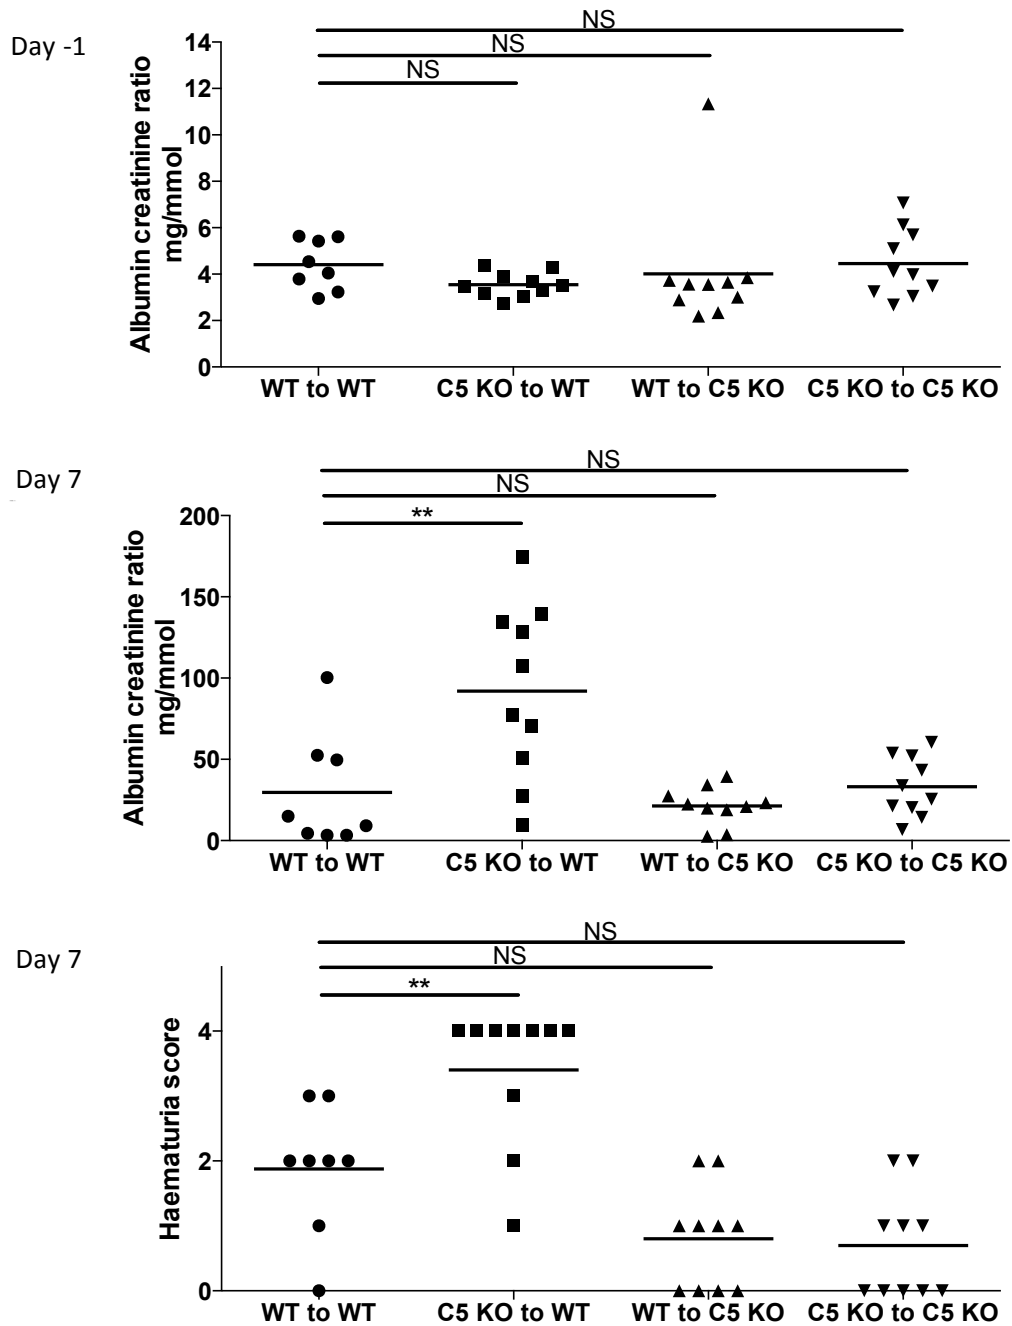 Day -1
NS
NS
NS
Albumin creatinine ratio
mg/mmol
14
12
10
8
6
4
2
0
WT to WT
C5 KO to WT
WT to C5 KO
C5 KO to C5 KO
Day 7
NS
NS
**
Albumin creatinine ratio
mg/mmol
200
150
100
50
0
WT to WT
C5 KO to WT
WT to C5 KO
C5 KO to C5 KO
Day 7
NS
NS
**
Haematuria score
4
2
0
WT to WT
C5 KO to WT
WT to C5 KO
C5 KO to C5 KO